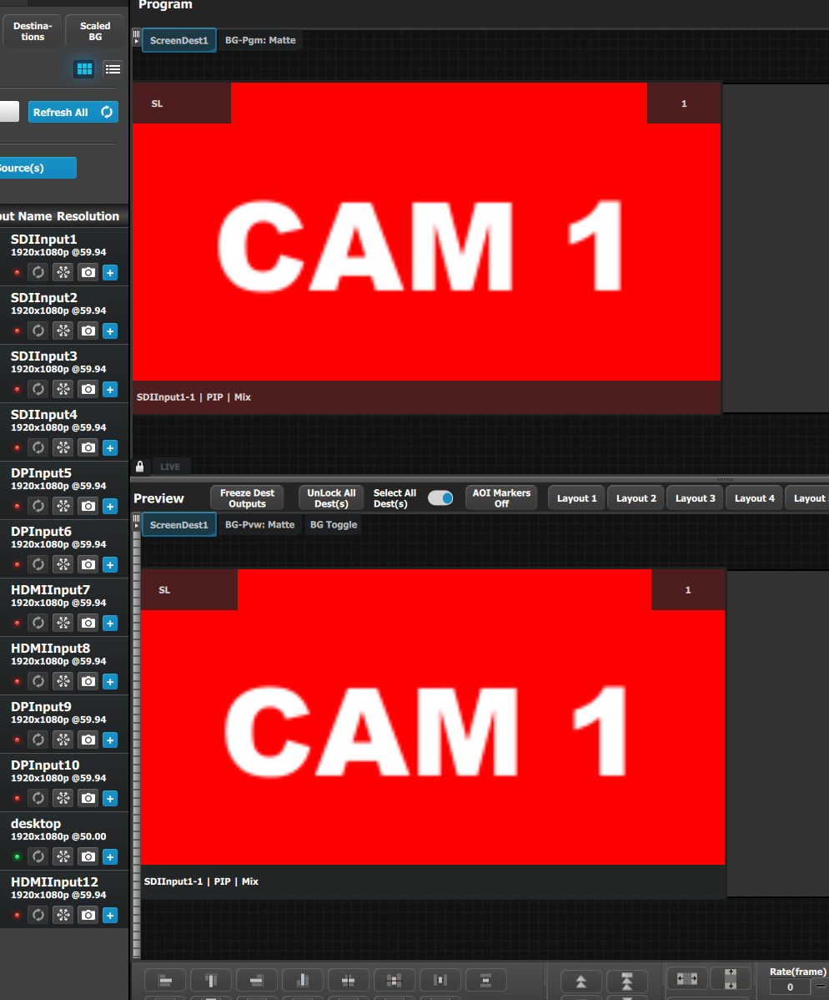 Program
Destina-
tions
Scaled
BG
ScreenDest1
BG-Pgm: Matte
Refresh All
SL
1
Source(s)
CAM 1
Name Resolution
SDIInput1
1920x1080p @59.94
SDIInput2
1920x1080p @59.94
SDIInput3
1920x1080p @59.94
SDIInput1-1 | PIP | Mix
SDIInput4
1920x1080p @59.94
LIVE
DPInput5
1920x1080p @59.94
Preview
Freeze Dest
Outputs
UnLock All
Dest(s)
Select All
Dest(s)
AOI Markers
Off
Layout 1
Layout 2
Layout 3
Layout 4
Layout
ScreenDest1
BG-Pvw: Matte
BG Toggle
DPInput6
1920x1080p @59.94
HDMIInput7
1920x1080p @59.94
SL
1
HDMIInput8
1920x1080p @59.94
CAM 1
DPInput9
1920x1080p @59.94
DPInput10
1920x1080p @59.94
desktop
1920x1080p @50.00
HDMIInput12
1920x1080p @59.94
SDIInput1-1 | PIP | Mix
Rate(frame)
0